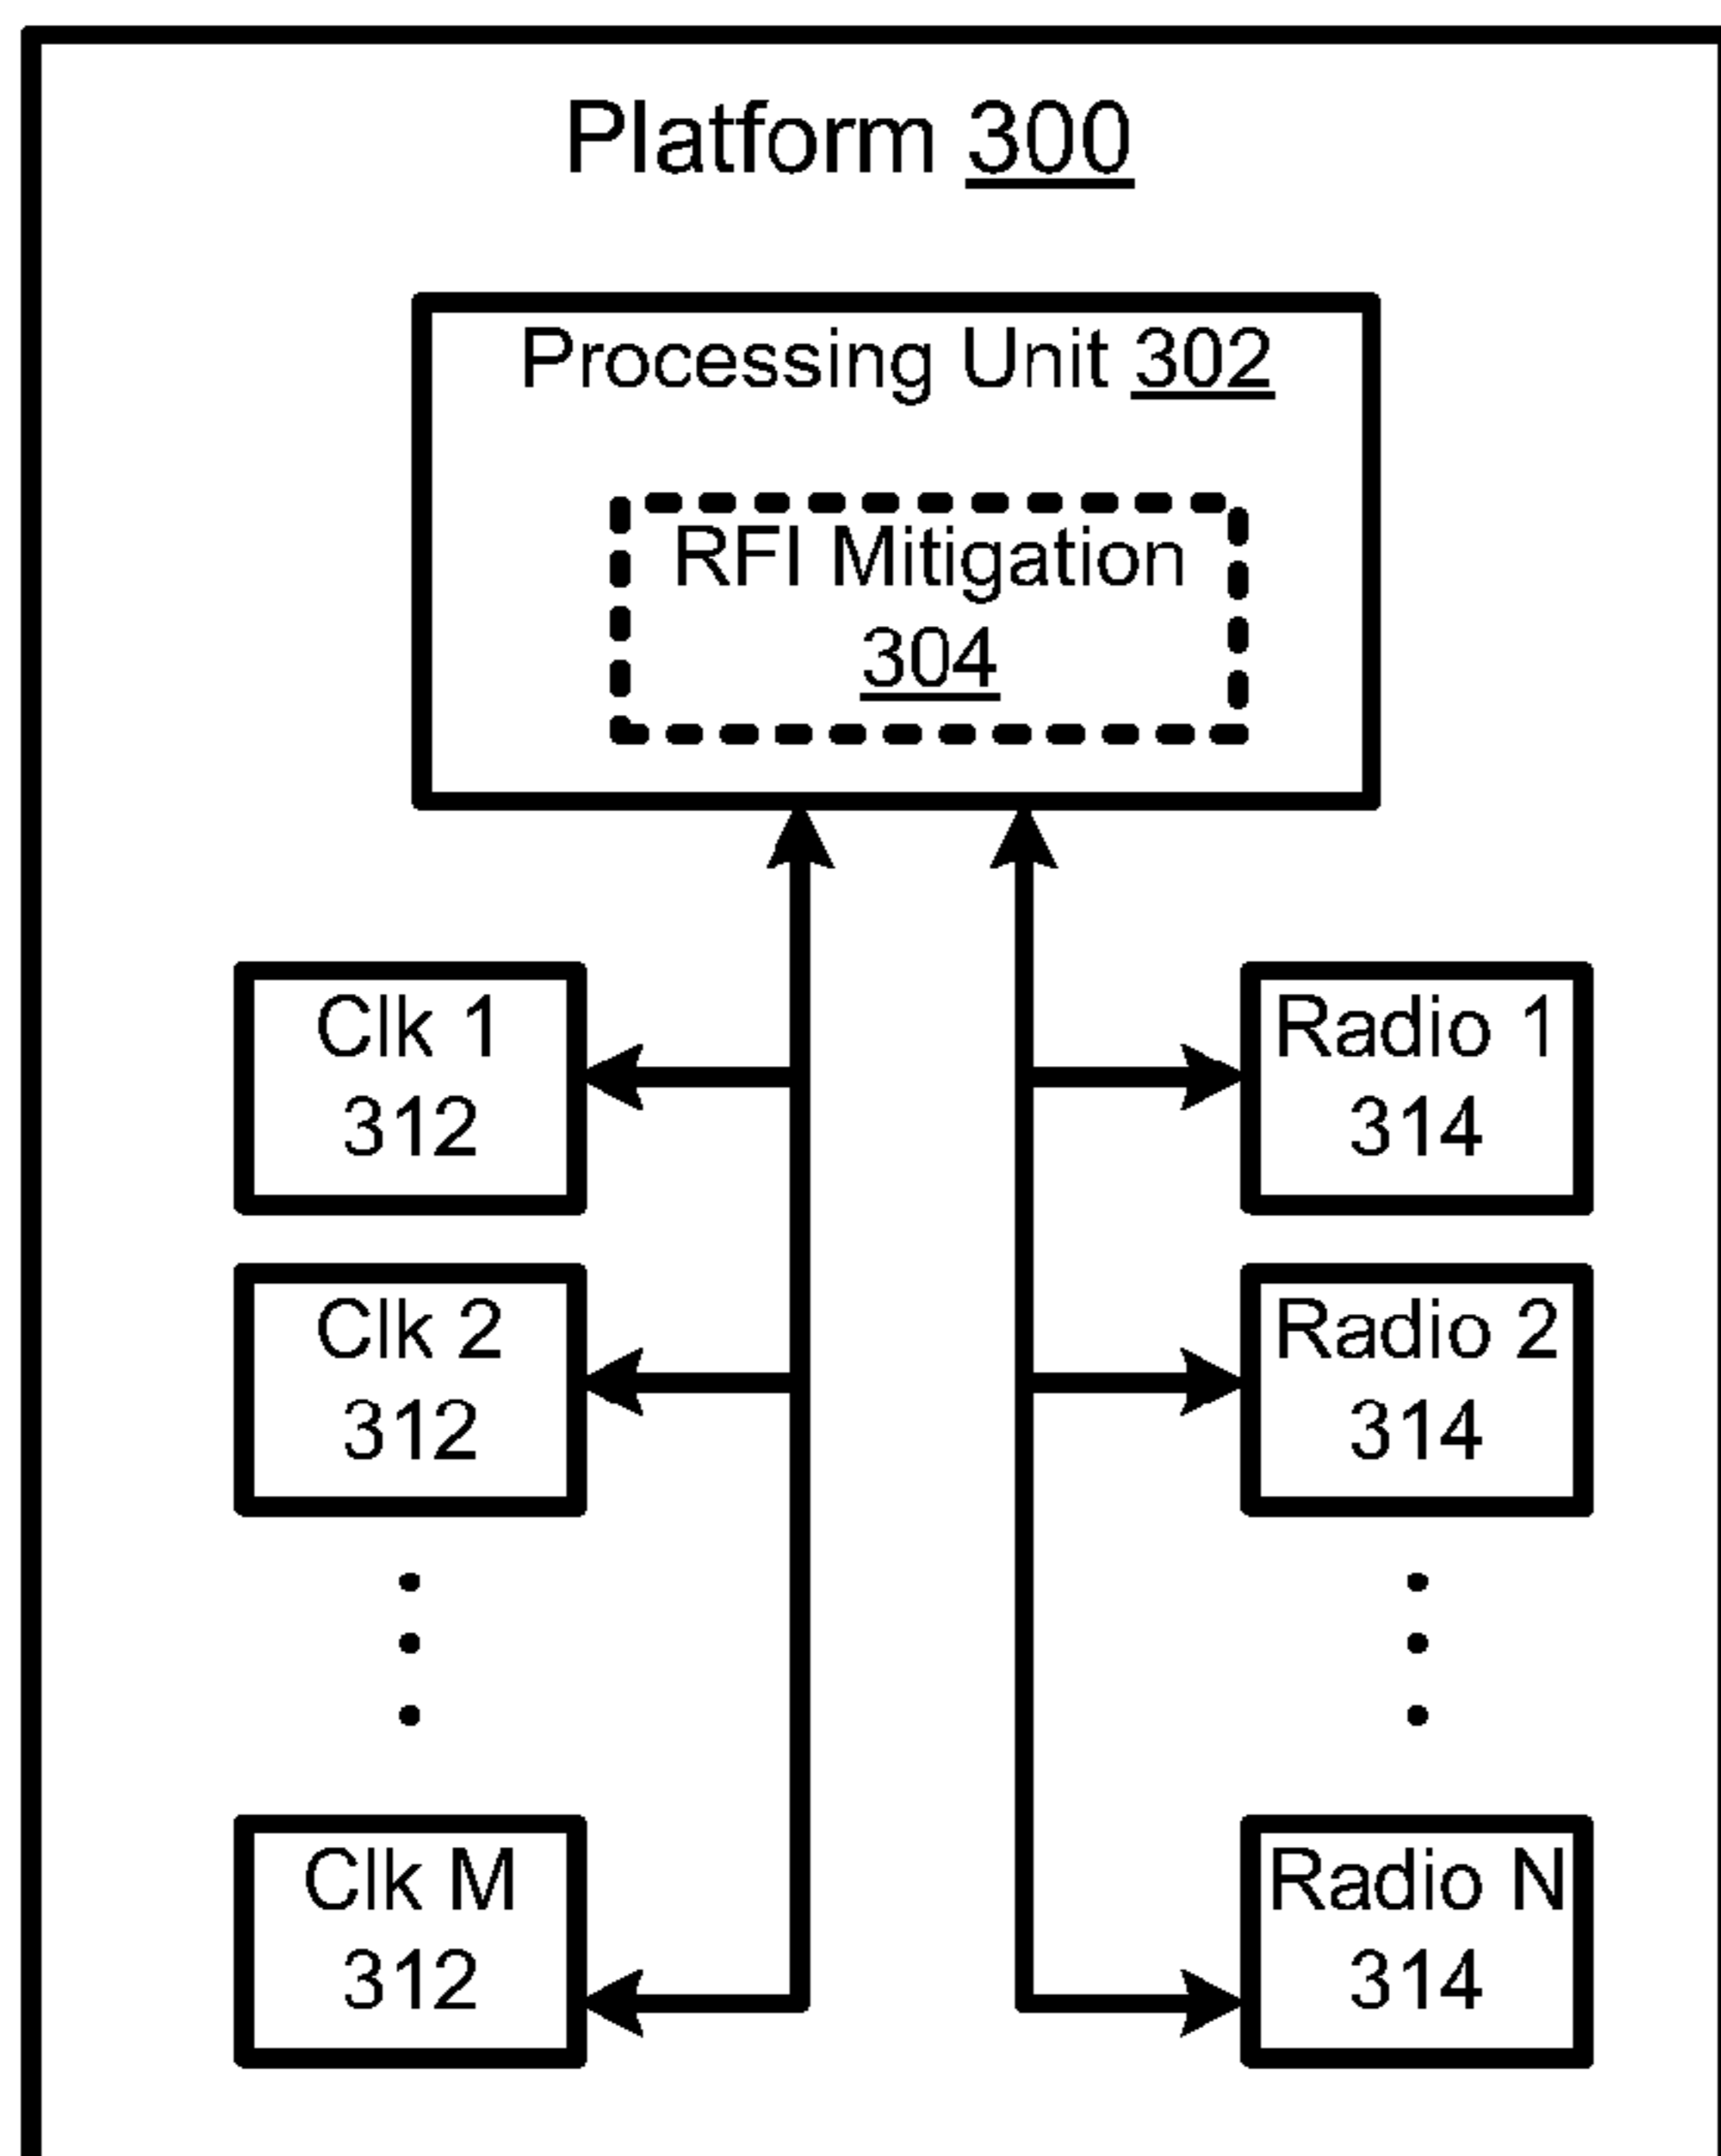 Platform 300
Processing Unit 302
RFI Mitigation
304
Clk 1
312
Radio 1
314
Clk 2
312
Radio 2
314
Clk M
312
Radio N
314